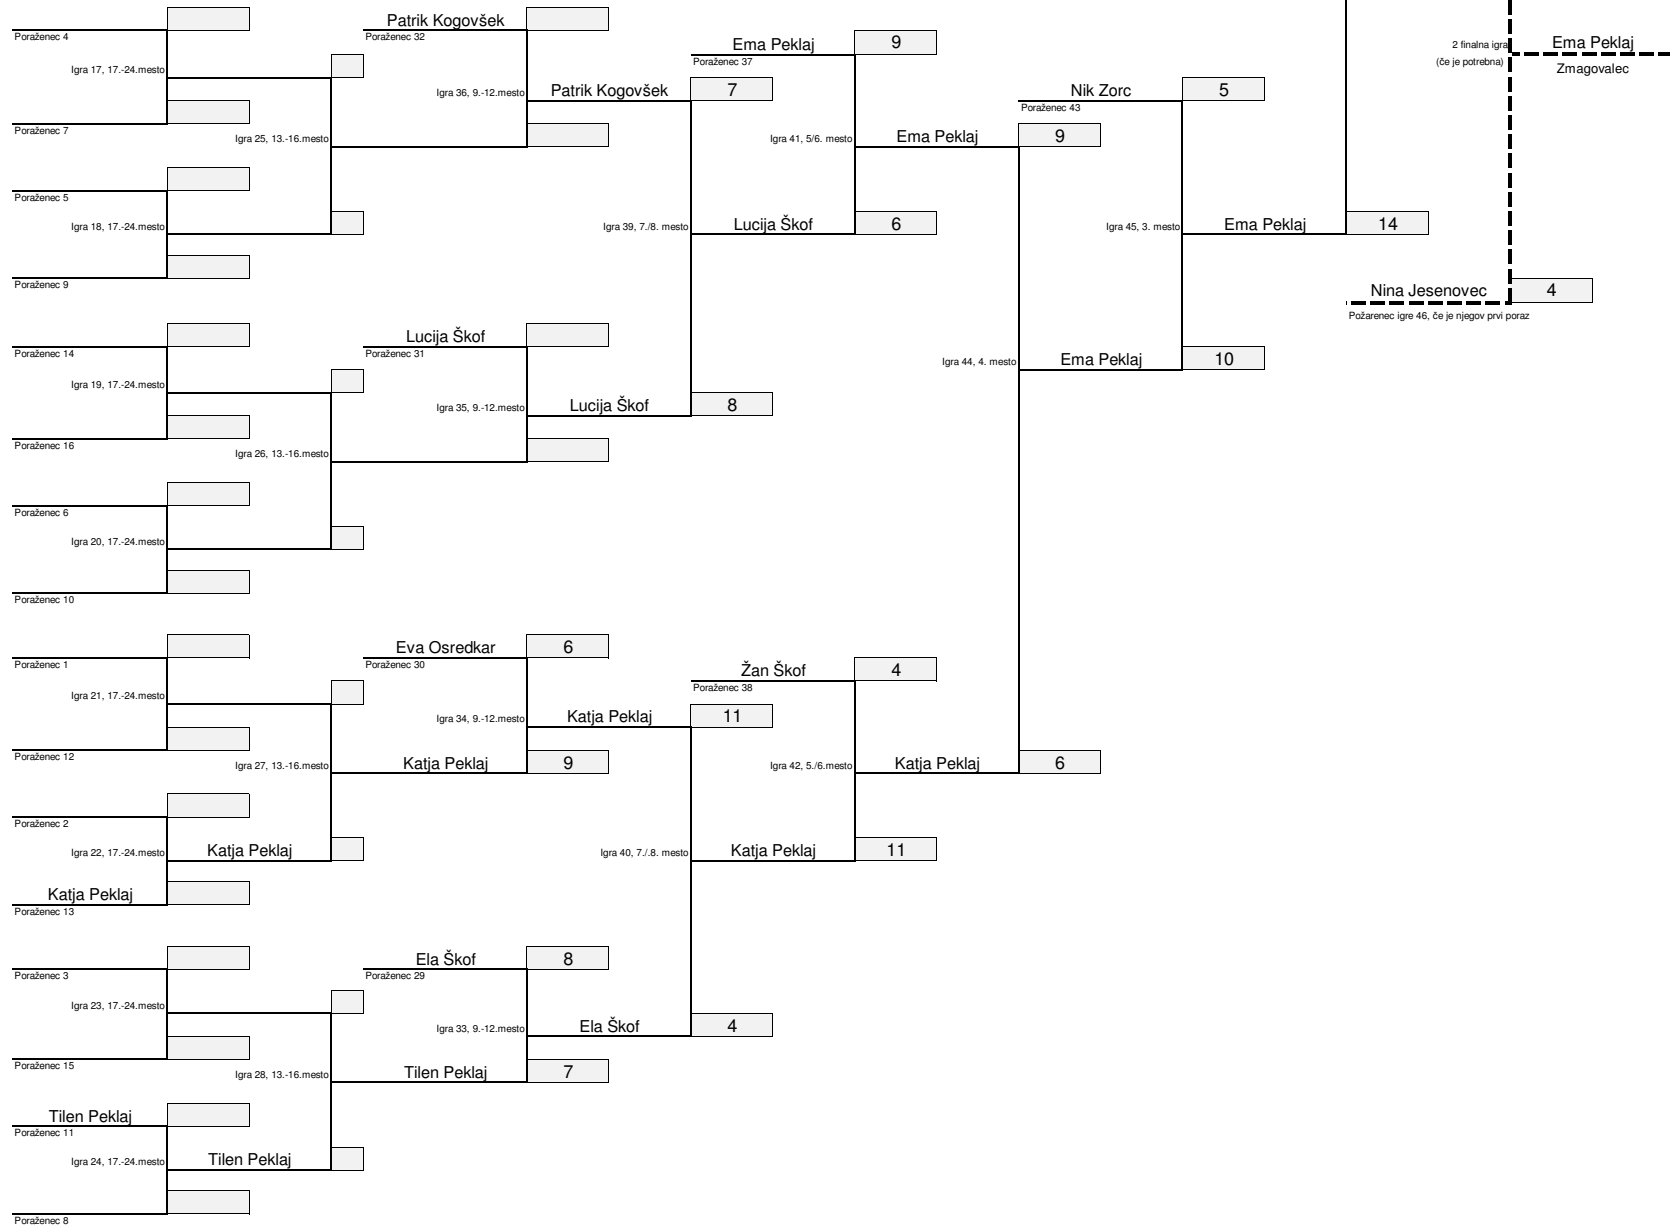 Patrik Kogovšek
Poraženec 4
Poraženec 32
Ema Peklaj
9
2 finalna igra
Ema Peklaj
Poraženec 37
(če je potrebna)
Zmagovalec
Igra 17, 17.-24.mesto
Igra 36, 9.-12.mesto
Patrik Kogovšek
7
Nik Zorc
5
Poraženec 43
Poraženec 7
Igra 25, 13.-16.mesto
Igra 41, 5/6. mesto
Ema Peklaj
9
Poraženec 5
Igra 18, 17.-24.mesto
Igra 39, 7./8. mesto
Lucija Škof
6
Igra 45, 3. mesto
Ema Peklaj
14
Poraženec 9
Nina Jesenovec
4
Požarenec igre 46, če je njegov prvi poraz
Lucija Škof
Poraženec 14
Poraženec 31
Igra 44, 4. mesto
Ema Peklaj
10
Igra 19, 17.-24.mesto
Igra 35, 9.-12.mesto
Lucija Škof
8
Poraženec 16
Igra 26, 13.-16.mesto
Poraženec 6
Igra 20, 17.-24.mesto
Poraženec 10
Eva Osredkar
6
Poraženec 1
Poraženec 30
Žan Škof
4
Poraženec 38
Igra 21, 17.-24.mesto
Igra 34, 9.-12.mesto
Katja Peklaj
11
Poraženec 12
Igra 27, 13.-16.mesto
Katja Peklaj
9
Igra 42, 5./6.mesto
Katja Peklaj
6
Poraženec 2
Igra 22, 17.-24.mesto
Katja Peklaj
Igra 40, 7./.8. mesto
Katja Peklaj
11
Katja Peklaj
Poraženec 13
Ela Škof
8
Poraženec 3
Poraženec 29
Igra 23, 17.-24.mesto
Igra 33, 9.-12.mesto
Ela Škof
4
Poraženec 15
Igra 28, 13.-16.mesto
Tilen Peklaj
7
Tilen Peklaj
Poraženec 11
Igra 24, 17.-24.mesto
Tilen Peklaj
Poraženec 8